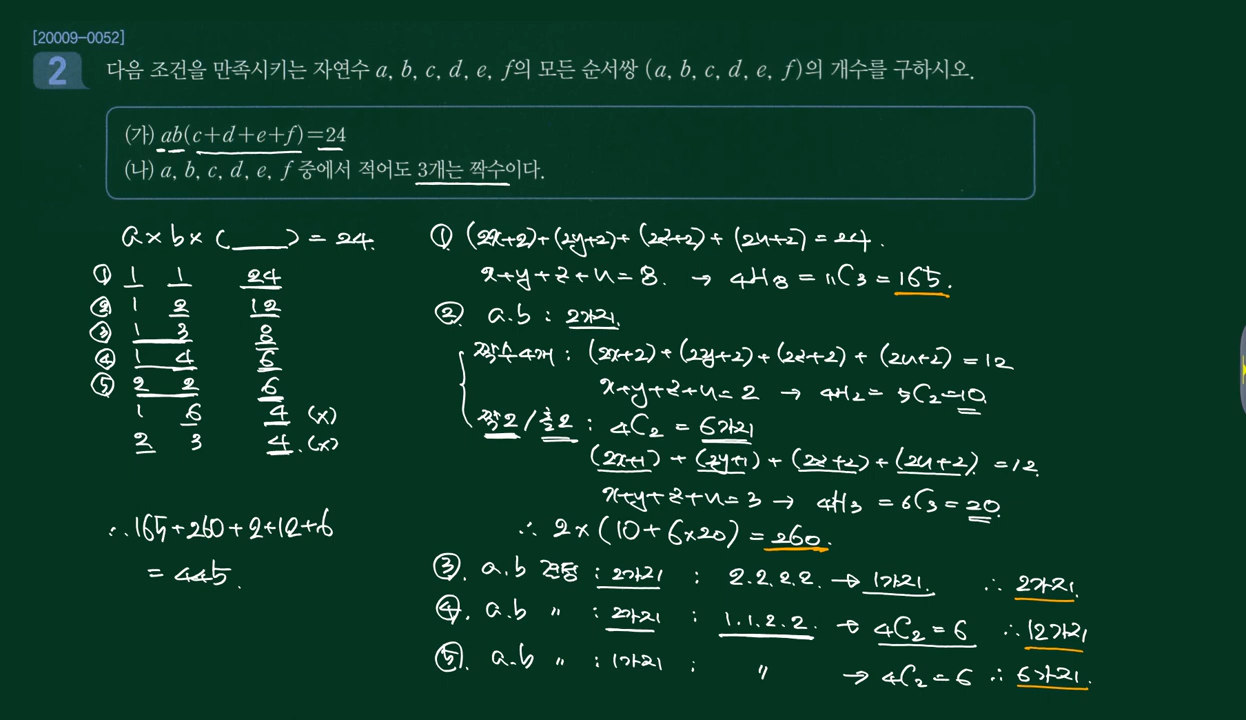 [20009-0052]
2 다음 조건을 만족시키는 자연수 a, b, c, d, e, f의 모든 순서쌍 (a, b, c, d, e, f)의 개수를 구하시오.
(가) ab(c+d+e+f)=24
(나) a, b, c, d, e, f 중에서 적어도 3개는 짝수이다.
a × b × ( ) = 24.
① 1 1 24
② 1 2 12
③ 1 3 8
④ 1 4 6
⑤ 2 2 6
1 6 4 (x)
2 3 4 (x)
∴ 165+260+2+12+6
= 445.
① (2x+2)+(2y+2)+(2z+2)+(2u+2)=24.
x+y+z+u=8. → 4H8 = 11C3 = 165.
② a.b : 2가지.
짝수4개 : (2x+2)+(2y+2)+(2z+2)+(2u+2)=12
x+y+z+u=2 → 4H2 = 5C2=10.
짝2/홀2 : 4C2 = 6가지
(2x+1)+(2y+1)+(2z+2)+(2u+2)=12.
x+y+z+u=3 → 4H3 = 6C3=20.
∴ 2×(10+6×20)=260.
③. a.b 결정 : 2가지 : 2.2.2.2. → 1가지. ∴ 2가지.
④. a.b 〃 : 2가지 : 1.1.2.2. → 4C2=6 ∴ 12가지
⑤. a.b 〃 : 1가지 : 〃 → 4C2=6 ∴ 6가지.